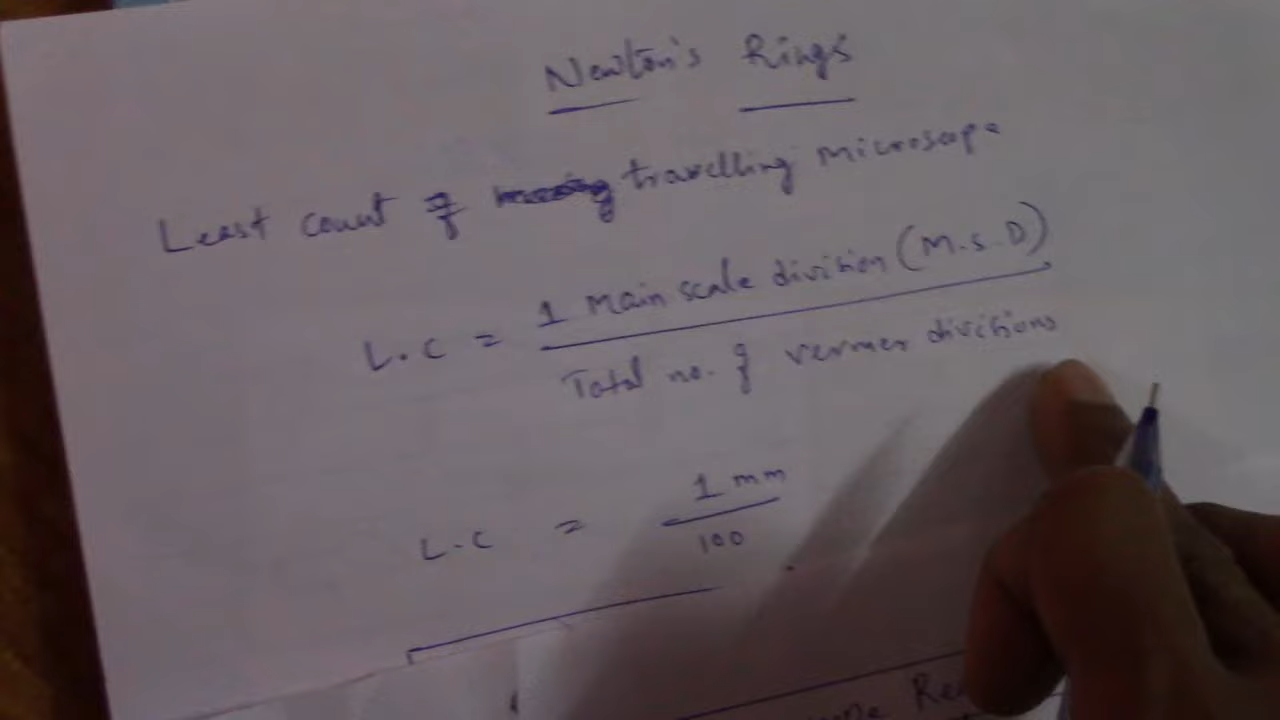 Newton's Rings
Least count of travelling microscope
L.C = 1 Main scale division (M.S.D)
Total no. of vernier divisions
L.C = 1 mm
100